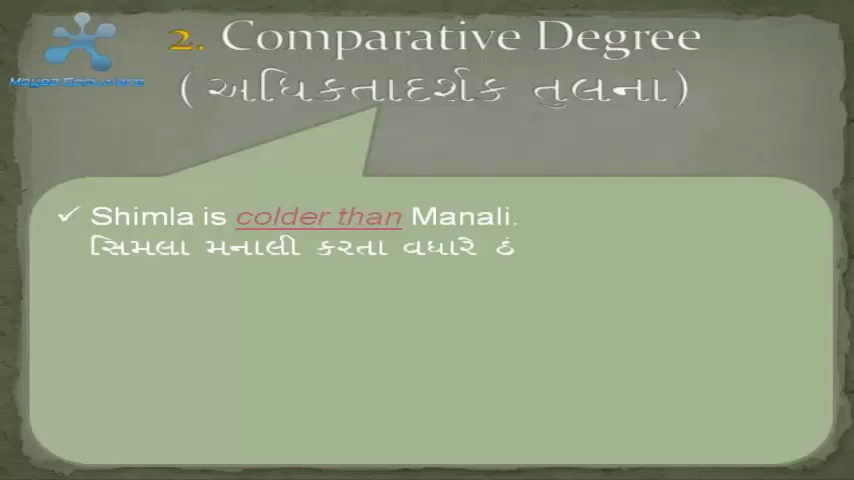 2. Comparative Degree
( અધિકતાદર્શક તુલના)
✓ Shimla is colder than Manali.
સિમલા મનાલી કરતા વધારે ઠં